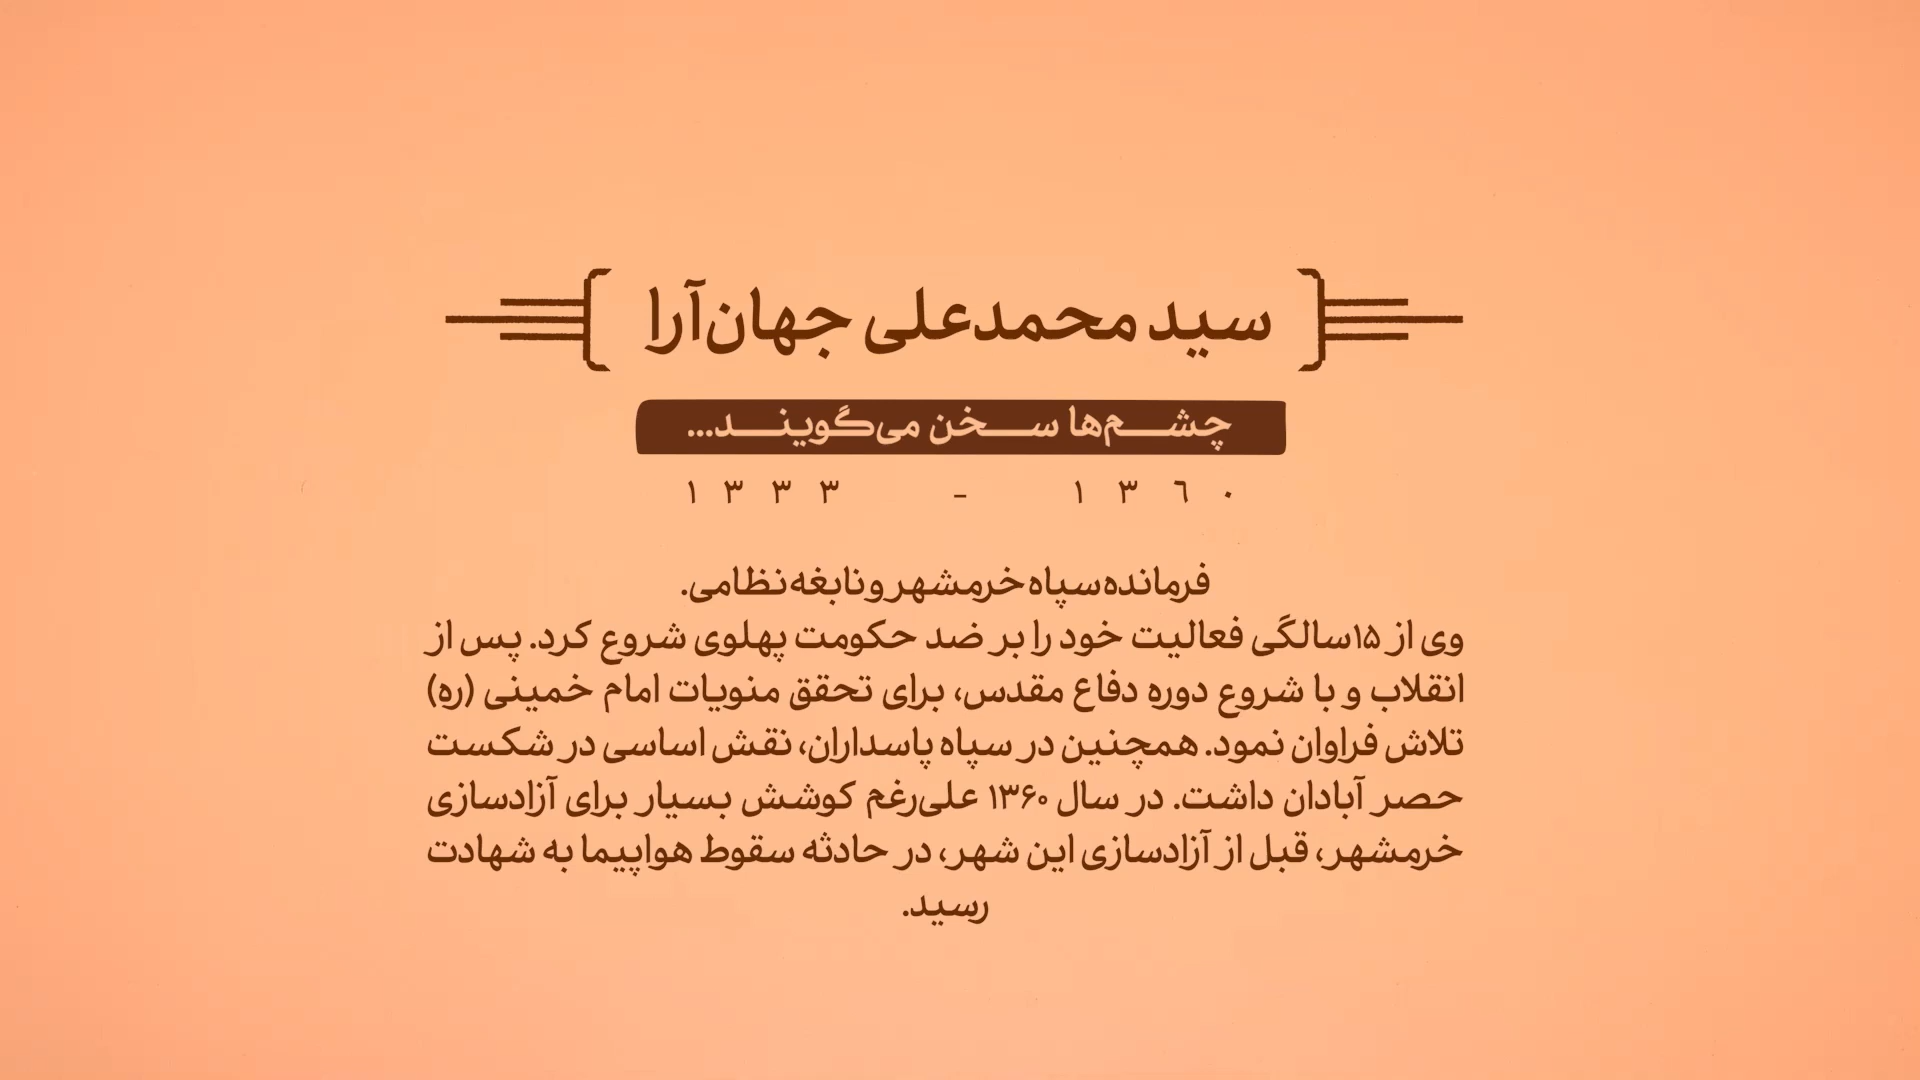 سید محمدعلی جهان‌آرا
چشم‌ها سخن می‌گویند...
۱۳۳۳ - ۱۳۶۰
فرمانده سپاه خرمشهر و نابغه نظامی.
وی از ۱۵سالگی فعالیت خود را بر ضد حکومت پهلوی شروع کرد. پس از
انقلاب و با شروع دوره دفاع مقدس، برای تحقق منویات امام خمینی (ره)
تلاش فراوان نمود. همچنین در سپاه پاسداران، نقش اساسی در شکست
حصر آبادان داشت. در سال ۱۳۶۰ علی‌رغم کوشش بسیار برای آزادسازی
خرمشهر، قبل از آزادسازی این شهر، در حادثه سقوط هواپیما به شهادت
رسید.